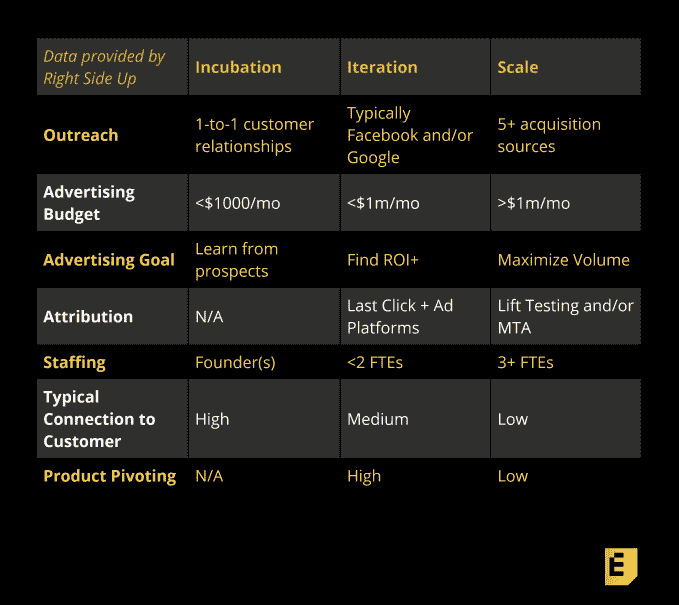 Data provided by
Right Side Up
Incubation
Iteration
Scale
Outreach
1-to-1 customer
relationships
Typically
Facebook and/or
Google
5+ acquisition
sources
Advertising
Budget
<$1000/mo
<$1m/mo
>$1m/mo
Advertising Goal
Learn from
prospects
Find ROI+
Maximize Volume
Attribution
N/A
Last Click + Ad
Platforms
Lift Testing and/or
MTA
Staffing
Founder(s)
<2 FTEs
3+ FTEs
Typical
Connection to
Customer
High
Medium
Low
Product Pivoting
N/A
High
Low
E